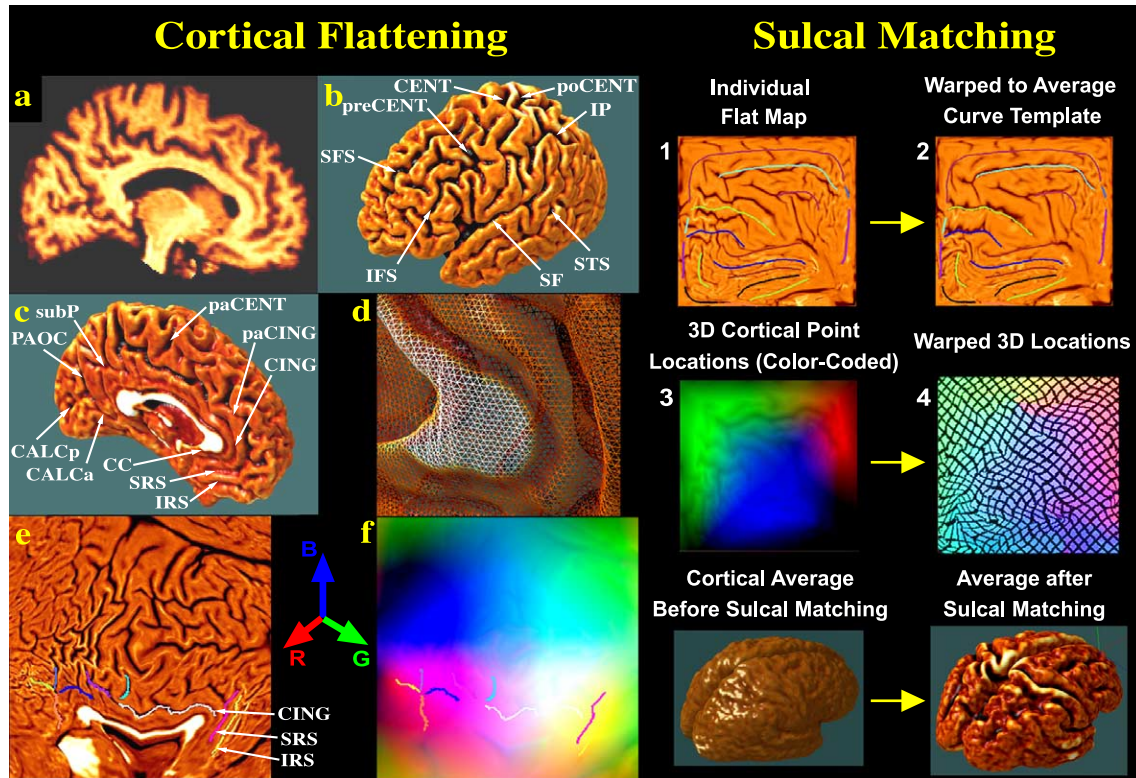 Cortical Flattening
a
b
CENT
poCENT
preCENT
IP
SFS
IFS
SF
STS
c
subP
paCENT
PAOC
paCING
CING
CALCp
CALCa
CC
SRS
IRS
d
e
CING
SRS
IRS
B
R
G
f
Sulcal Matching
Individual
Flat Map
Warped to Average
Curve Template
1
2
3D Cortical Point
Locations (Color-Coded)
Warped 3D Locations
3
4
Cortical Average
Before Sulcal Matching
Average after
Sulcal Matching